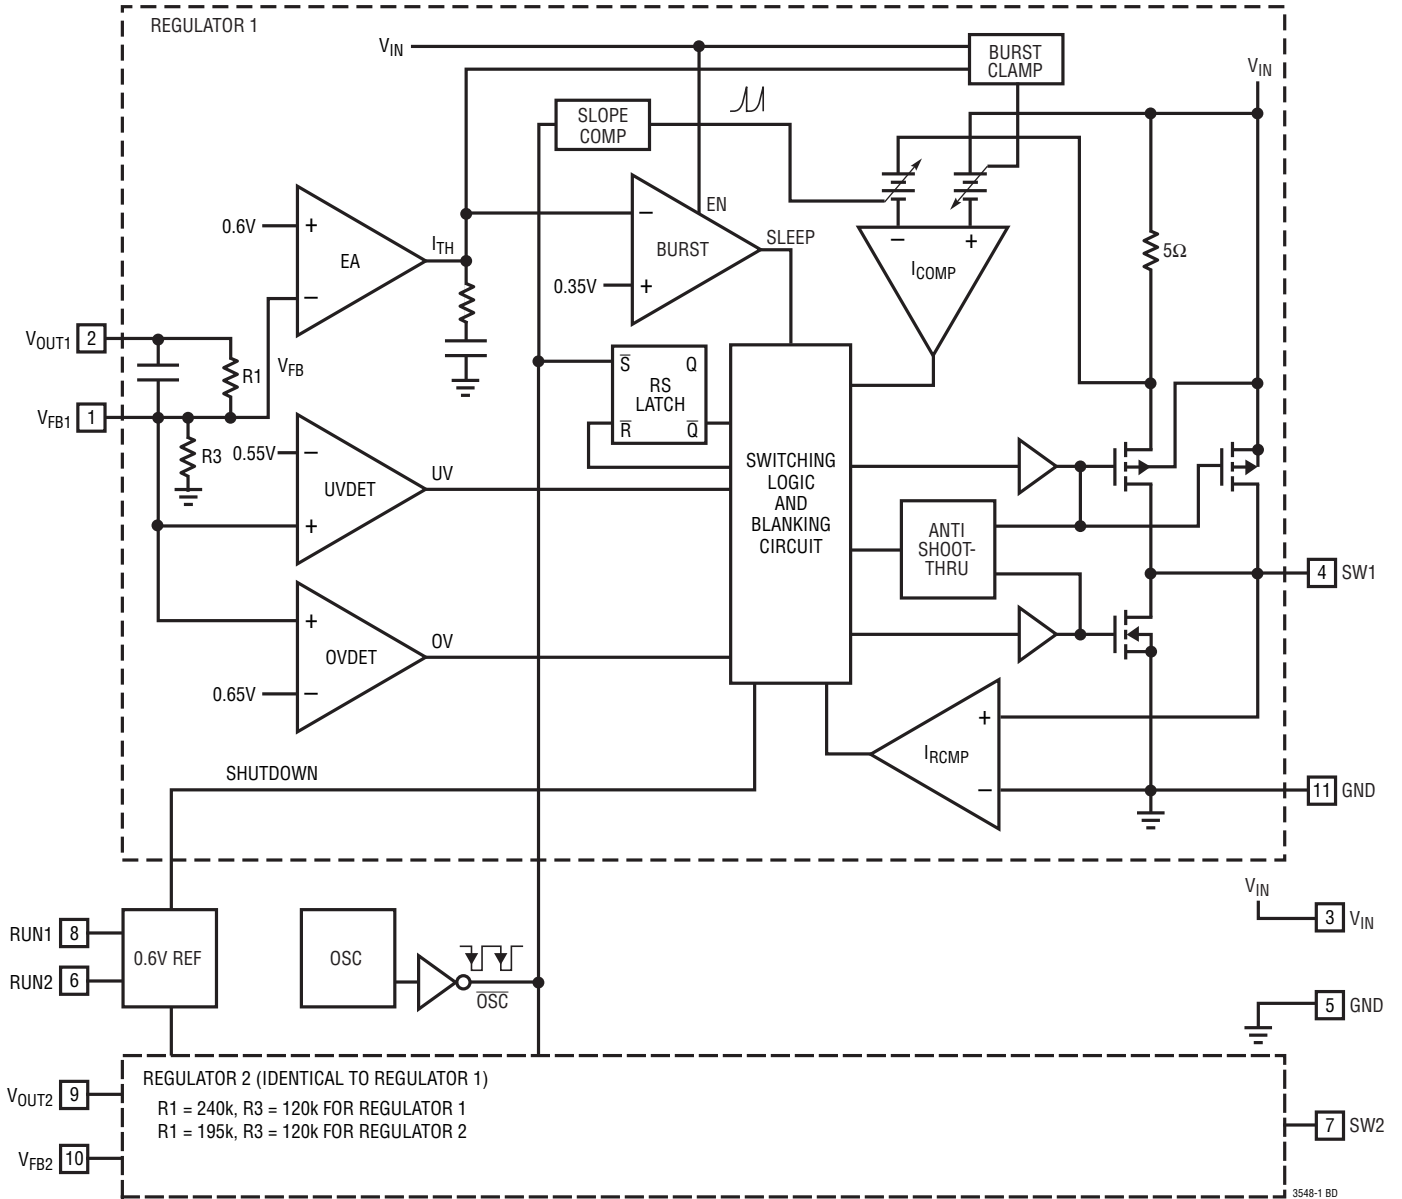 REGULATOR 1
VIN
BURST
CLAMP
VIN
SLOPE
COMP
EN
0.6V
+
EA
−
ITH
−
BURST
+
0.35V
SLEEP
−
+
ICOMP
5Ω
VOUT1
2
R1
VFB
VFB1
1
R3
0.55V
−
UVDET
+
UV
S̅
Q
RS
LATCH
R̅
Q̅
SWITCHING
LOGIC
AND
BLANKING
CIRCUIT
ANTI
SHOOT-
THRU
4
SW1
+
OVDET
−
0.65V
OV
+
IRCMP
−
SHUTDOWN
11
GND
RUN1
8
RUN2
6
0.6V REF
OSC
O̅S̅C̅
VIN
3
VIN
5
GND
REGULATOR 2 (IDENTICAL TO REGULATOR 1)
R1 = 240k, R3 = 120k FOR REGULATOR 1
R1 = 195k, R3 = 120k FOR REGULATOR 2
VOUT2
9
VFB2
10
7
SW2
3548-1 BD